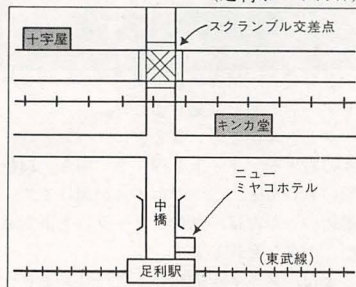 スクランブル交差点
十字屋
キンカ堂
ニュー
ミヤコホテル
中
橋
(東武線)
足利駅